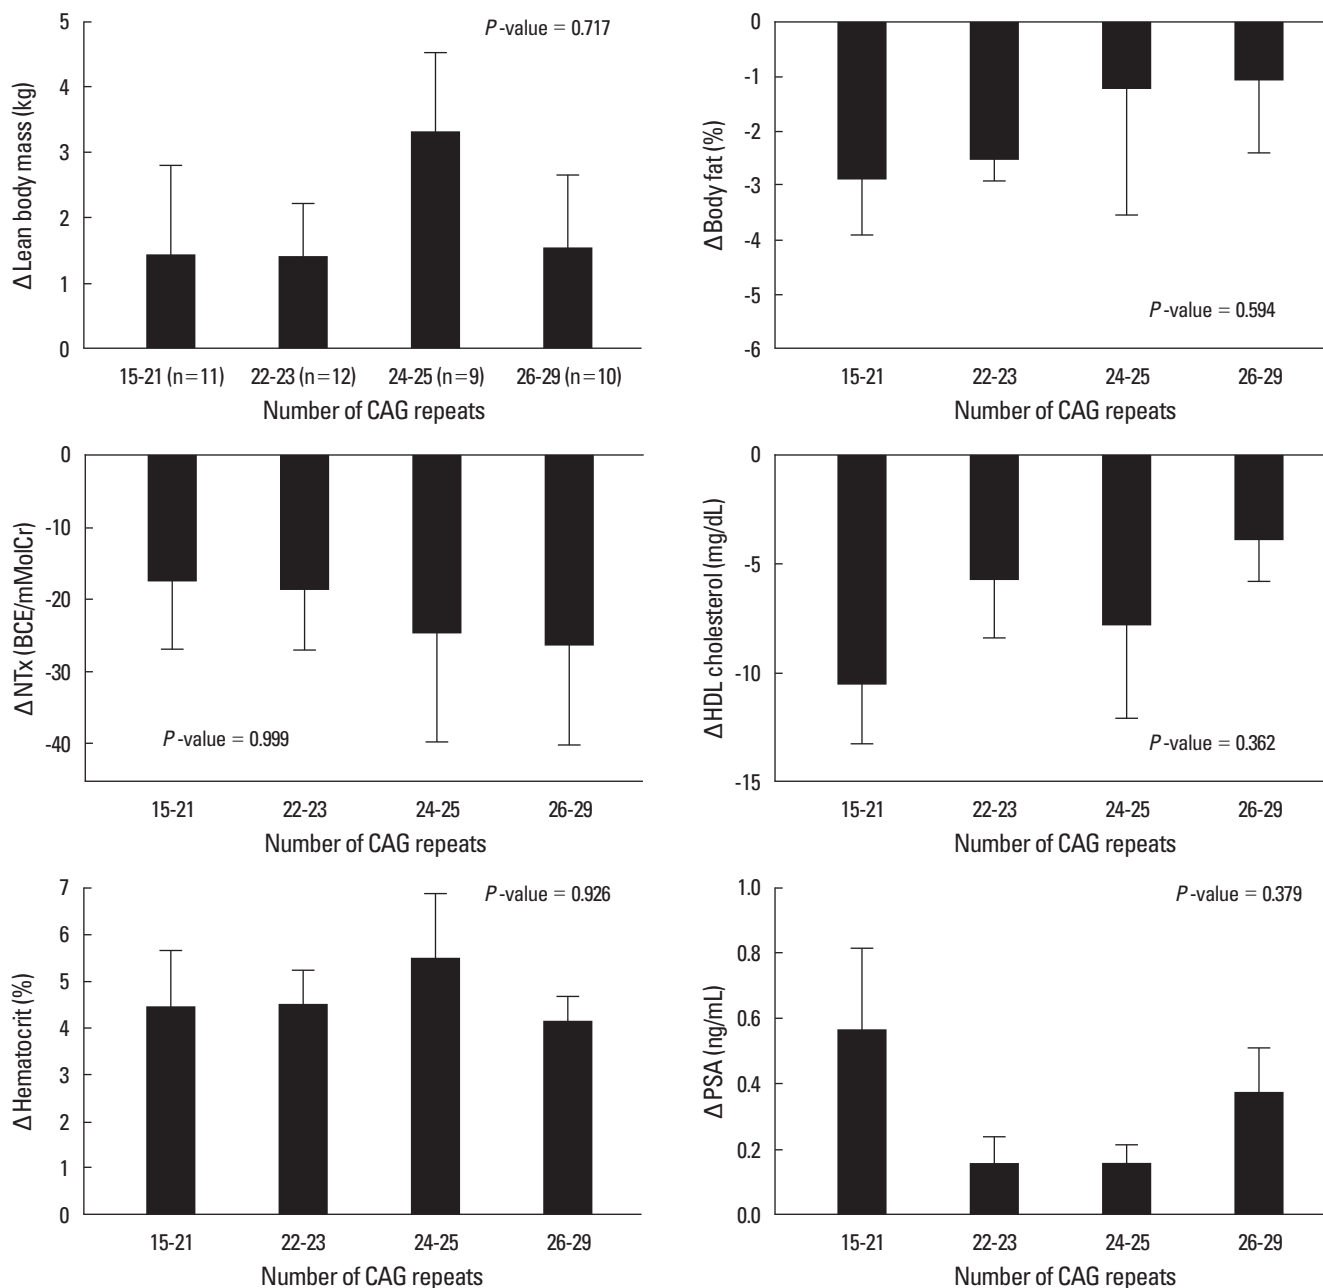 5
4
3
2
1
0
ΔLean body mass (kg)
P-value = 0.717
15-21 (n=11) 22-23 (n=12) 24-25 (n=9) 26-29 (n=10)
Number of CAG repeats
0
-1
-2
-3
-4
-5
-6
ΔBody fat (%)
P-value = 0.594
15-21 22-23 24-25 26-29
Number of CAG repeats
0
-10
-20
-30
-40
ΔNTx (BCE/mMolCr)
P-value = 0.999
15-21 22-23 24-25 26-29
Number of CAG repeats
0
-5
-10
-15
ΔHDL cholesterol (mg/dL)
P-value = 0.362
15-21 22-23 24-25 26-29
Number of CAG repeats
7
6
5
4
3
2
1
0
ΔHematocrit (%)
P-value = 0.926
15-21 22-23 24-25 26-29
Number of CAG repeats
1.0
0.8
0.6
0.4
0.2
0.0
ΔPSA (ng/mL)
P-value = 0.379
15-21 22-23 24-25 26-29
Number of CAG repeats